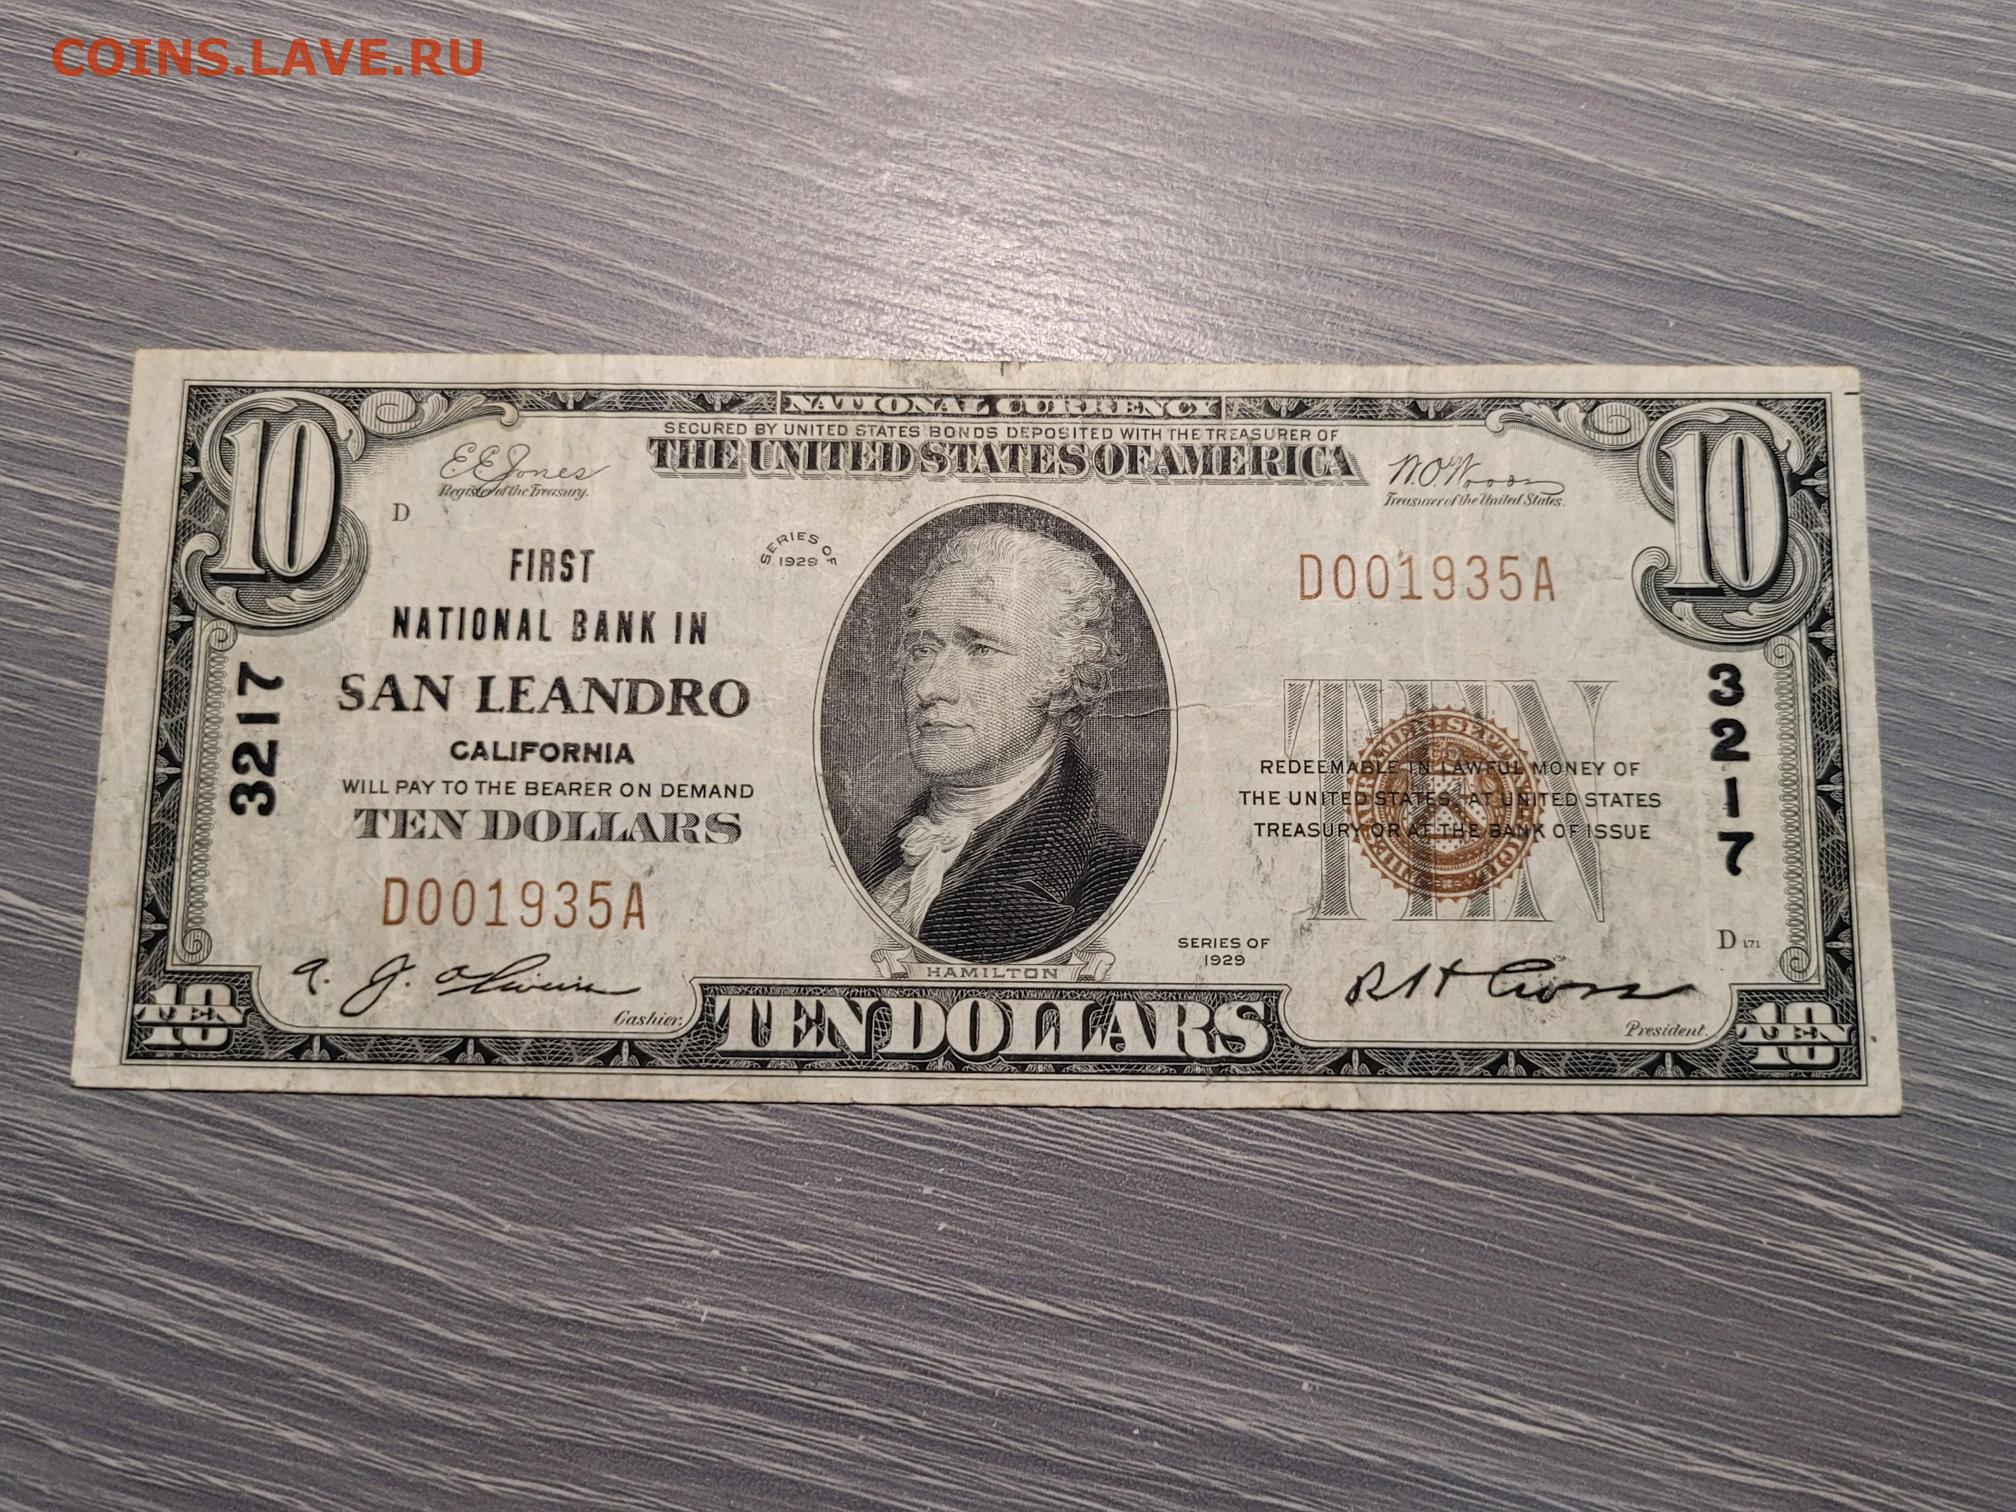 COINS.LAVE.RU
NATIONAL CURRENCY
SECURED BY UNITED STATES BONDS DEPOSITED WITH THE TREASURER OF
THE UNITED STATES OF AMERICA
10
10
E E Jones
Register of the Treasury.
W.O. Woods
Treasurer of the United States.
D
SERIES OF
1929
FIRST
NATIONAL BANK IN
SAN LEANDRO
CALIFORNIA
WILL PAY TO THE BEARER ON DEMAND
TEN DOLLARS
D001935A
D001935A
3217
3217
TEN
REDEEMABLE IN LAWFUL MONEY OF
THE UNITED STATES, AT UNITED STATES
TREASURY OR AT THE BANK OF ISSUE
SERIES OF
1929
D 171
HAMILTON
Cashier.
President.
TEN
10
TEN DOLLARS
TEN
10